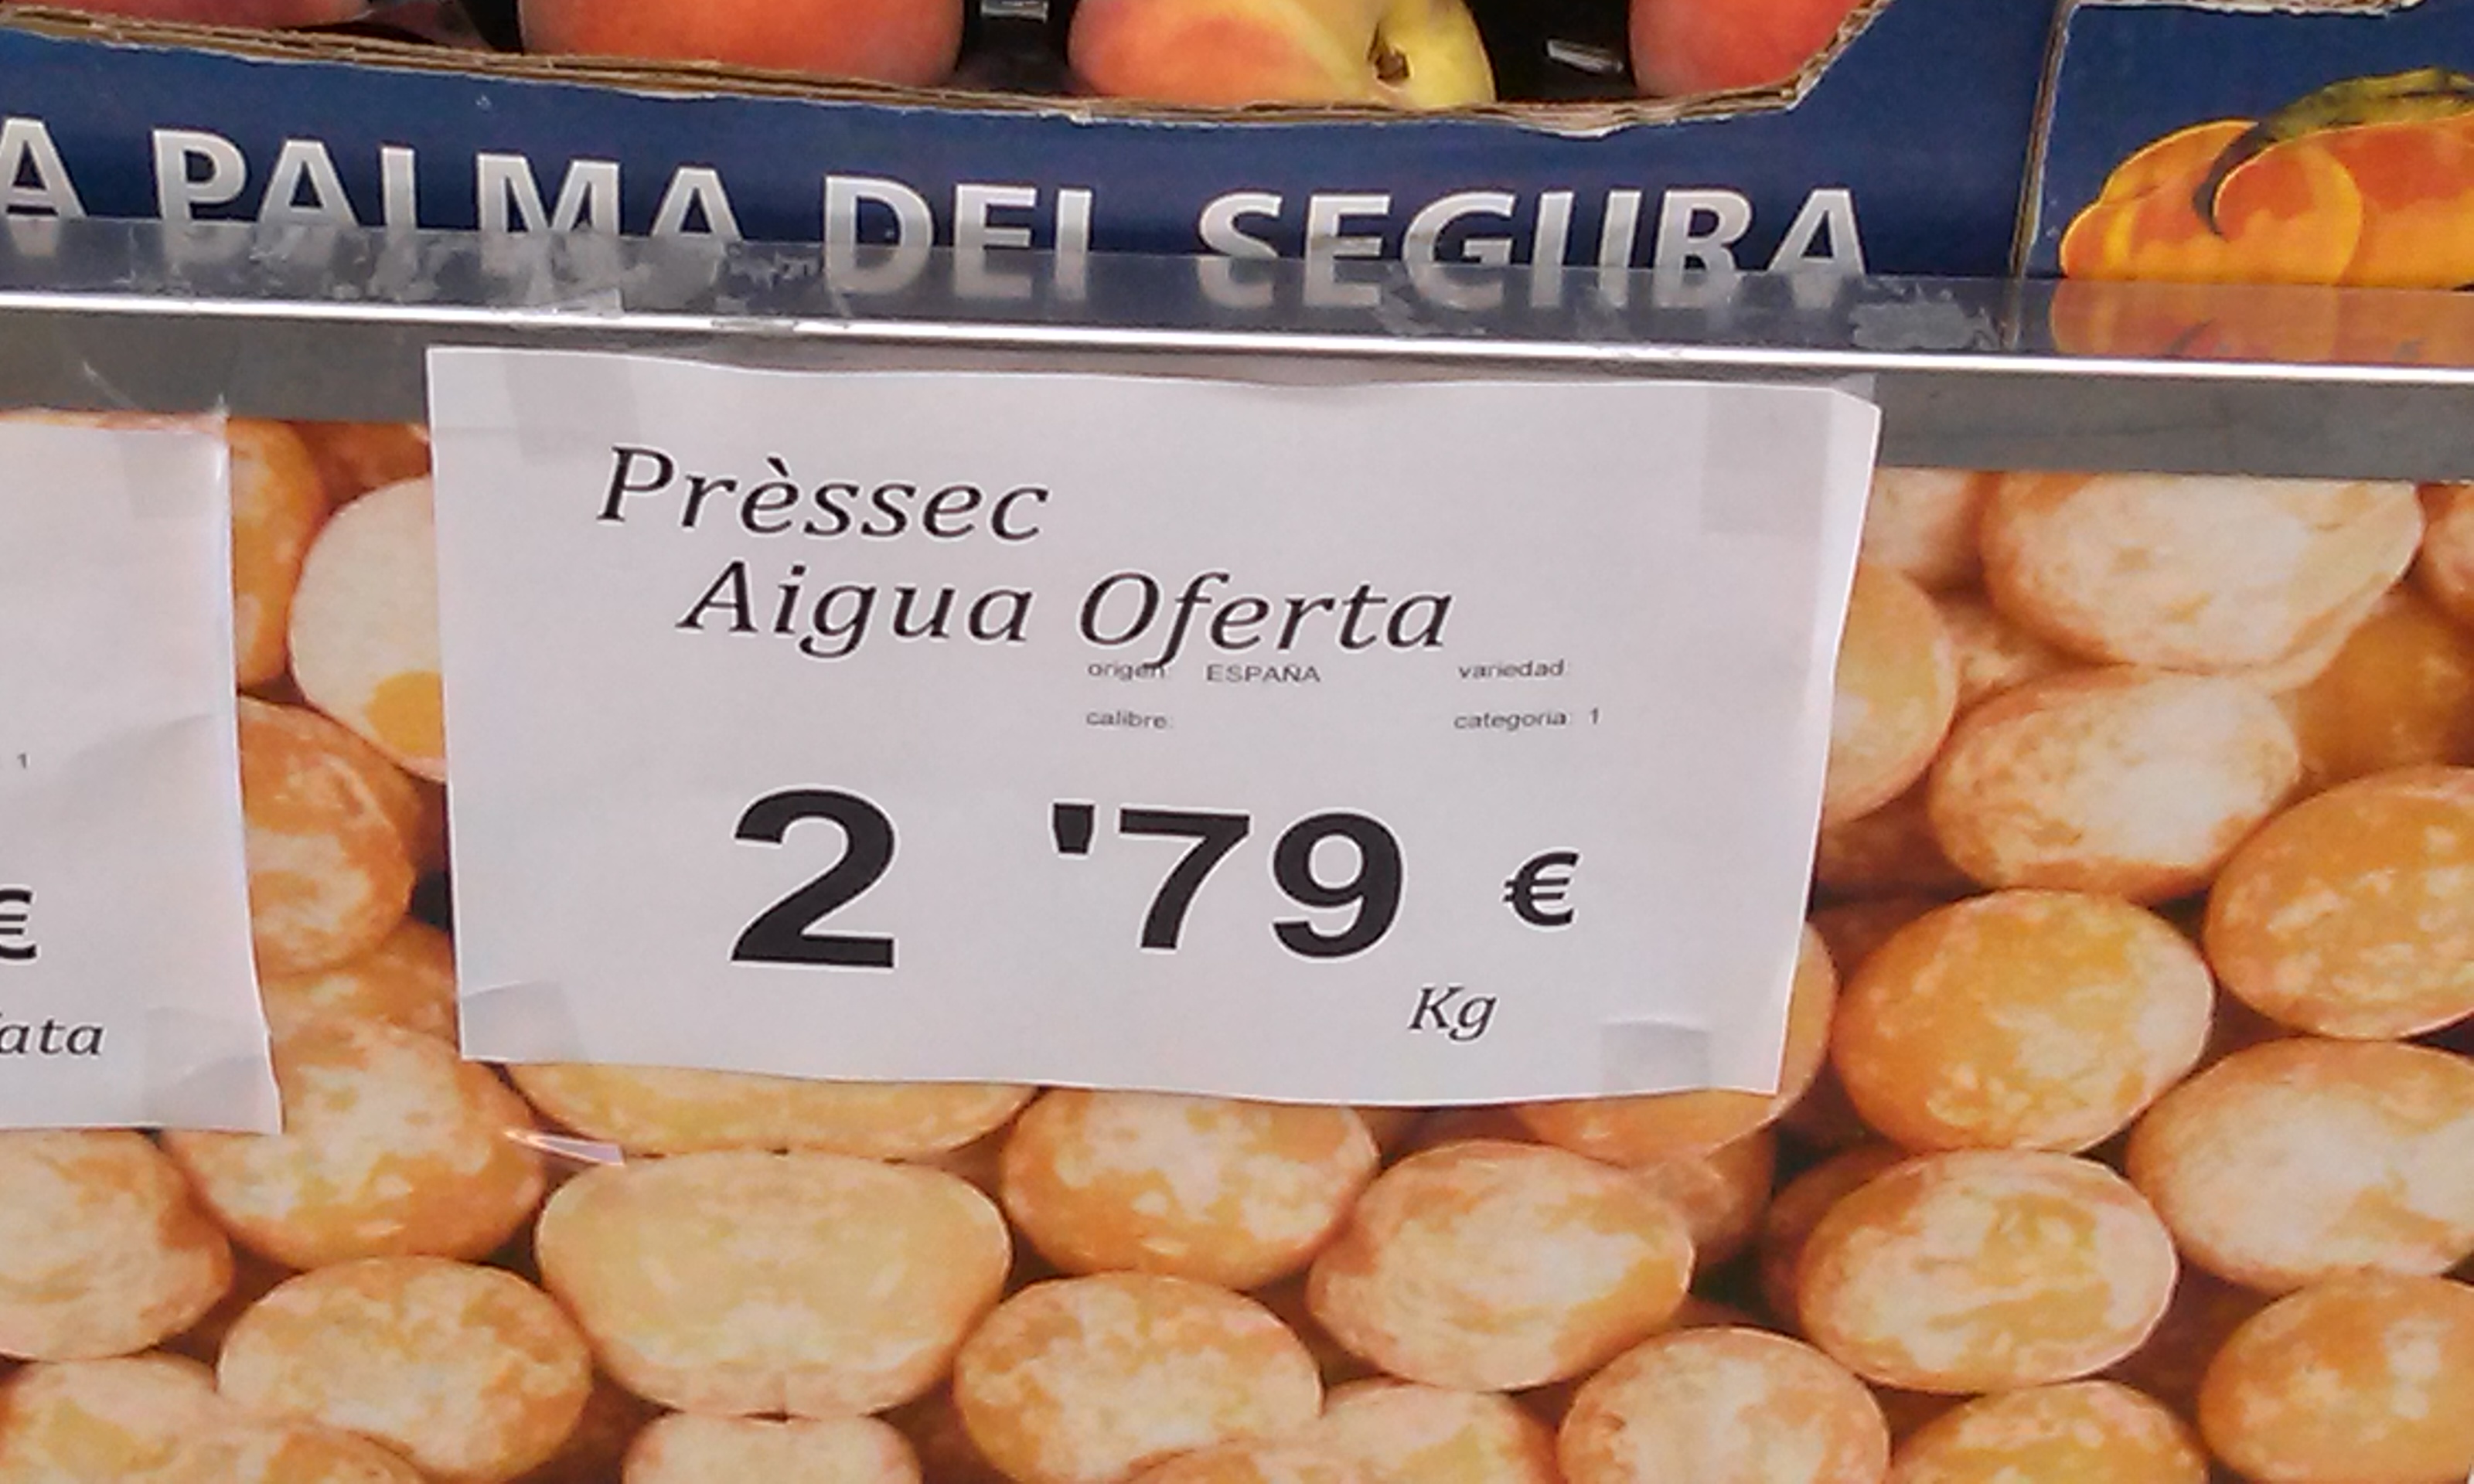 A PALMA DEL SEGURA
Prèssec
Aigua Oferta
origen: ESPAÑA variedad:
calibre: categoria: 1
2 '79 €
Kg
1
€
ata